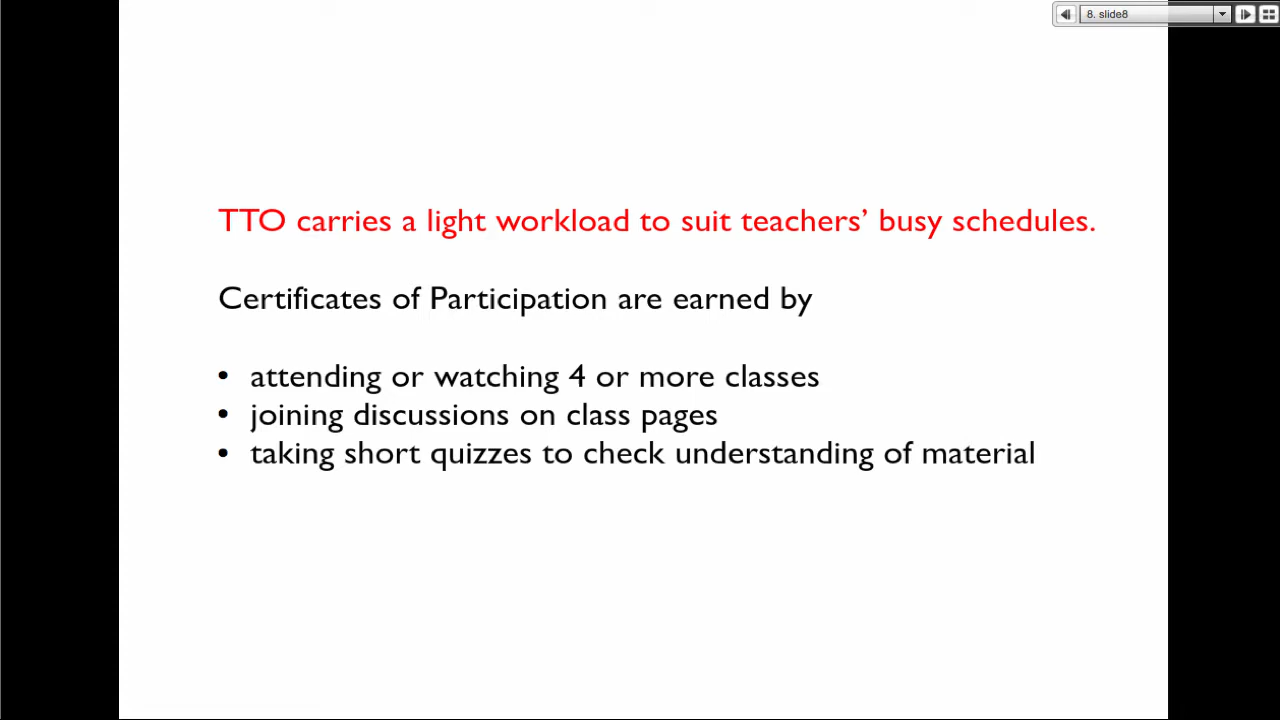 8. slide8
TTO carries a light workload to suit teachers’ busy schedules.
Certificates of Participation are earned by
• attending or watching 4 or more classes
• joining discussions on class pages
• taking short quizzes to check understanding of material